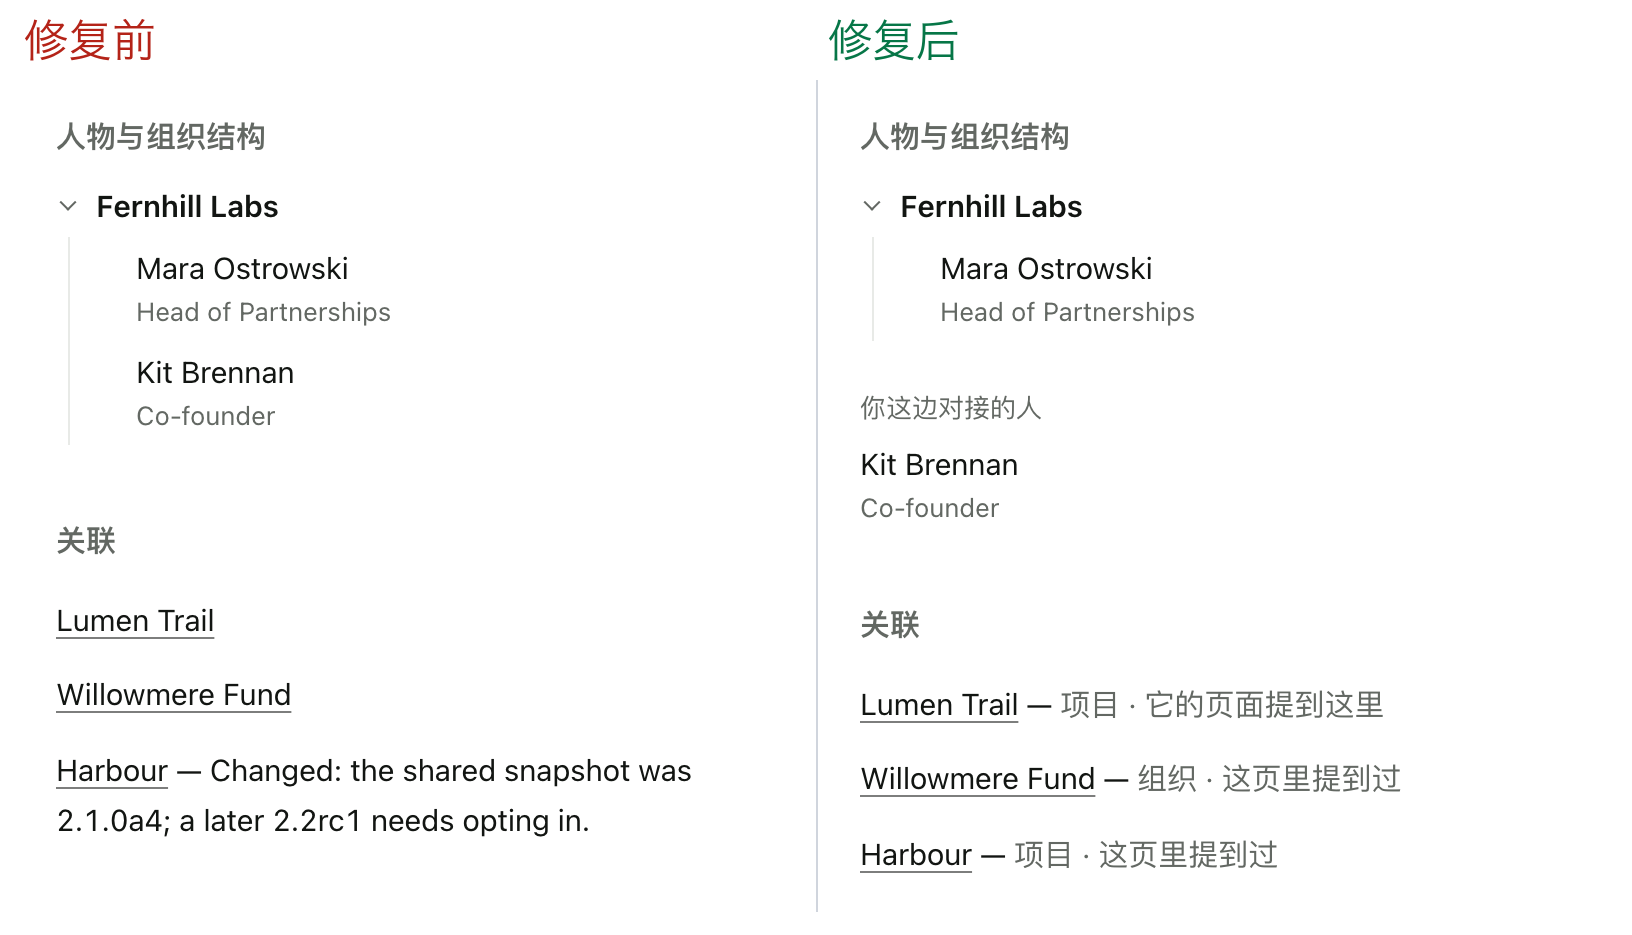 修复前
人物与组织结构
Fernhill Labs
Mara Ostrowski
Head of Partnerships
Kit Brennan
Co-founder
关联
Lumen Trail
Willowmere Fund
Harbour — Changed: the shared snapshot was
2.1.0a4; a later 2.2rc1 needs opting in.
修复后
人物与组织结构
Fernhill Labs
Mara Ostrowski
Head of Partnerships
你这边对接的人
Kit Brennan
Co-founder
关联
Lumen Trail — 项目 · 它的页面提到这里
Willowmere Fund — 组织 · 这页里提到过
Harbour — 项目 · 这页里提到过